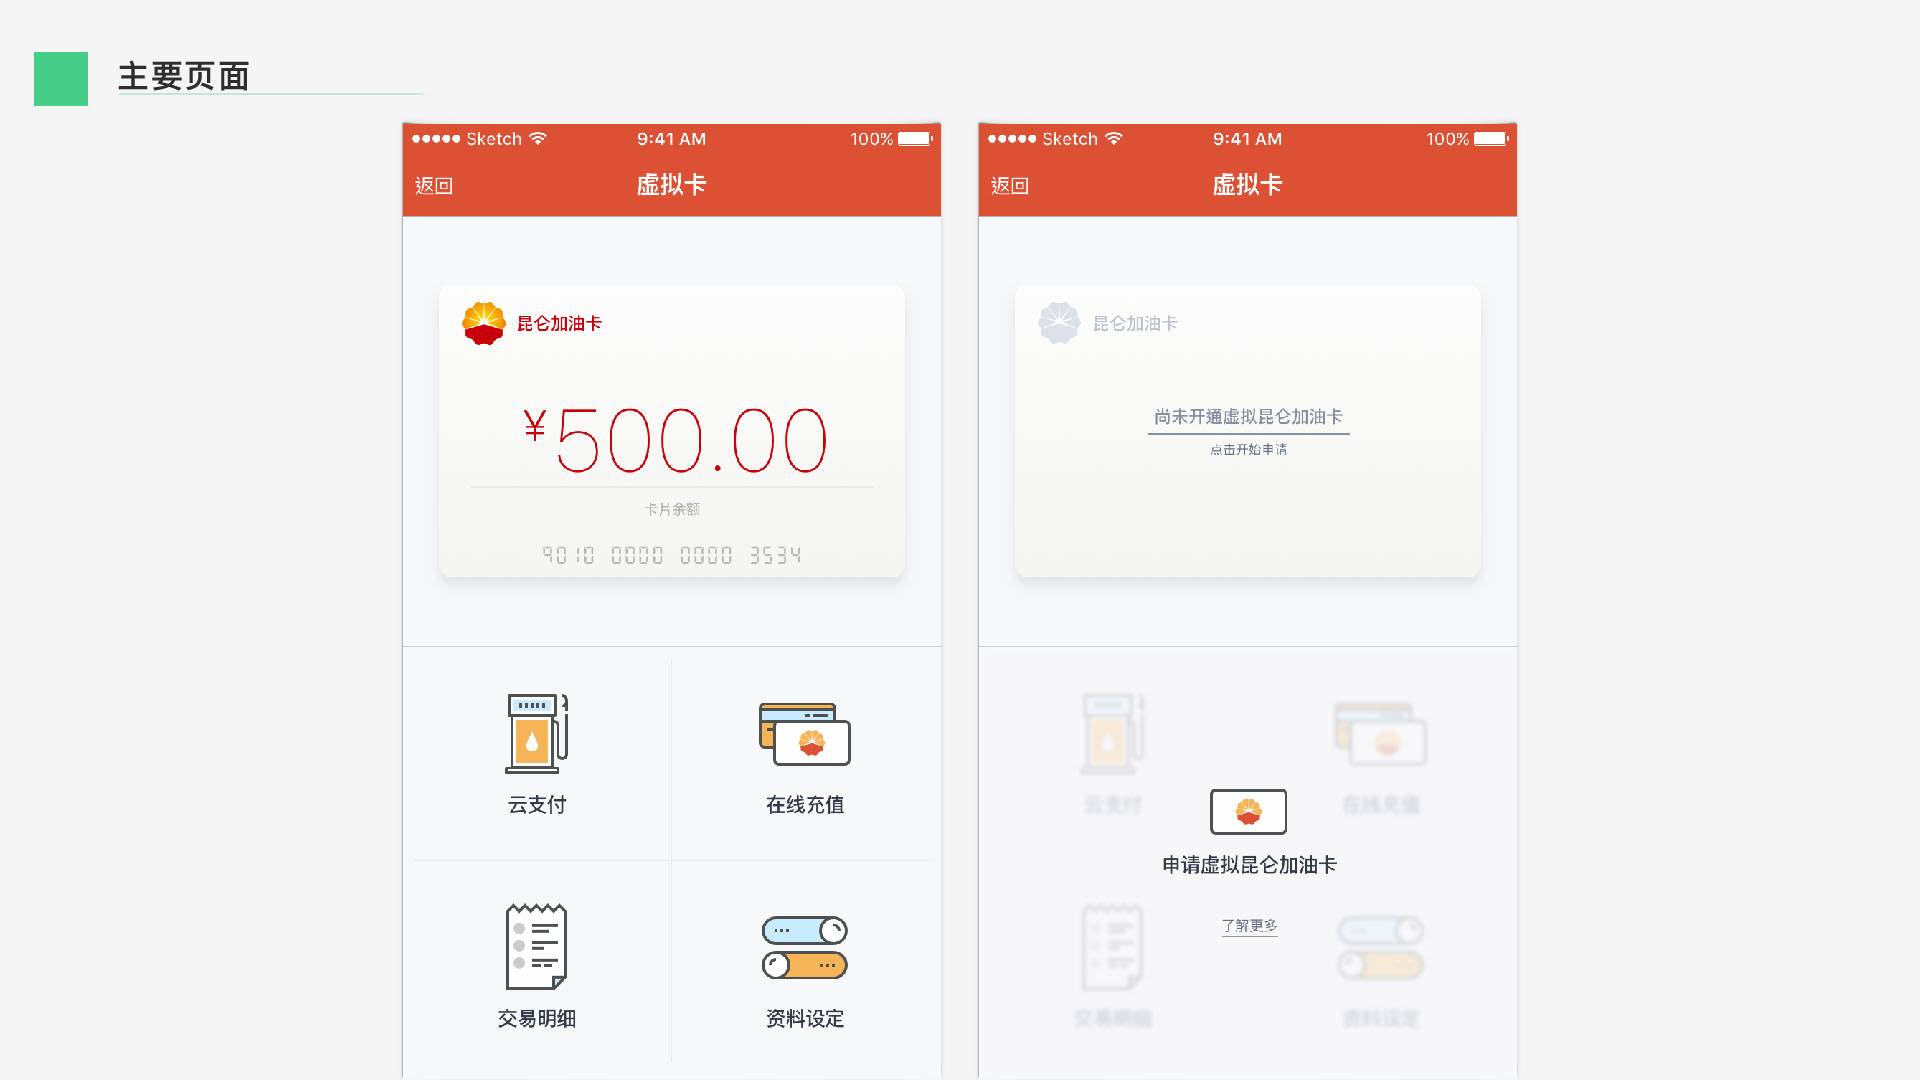 主要页面
Sketch 9:41 AM 100%
返回 虚拟卡
昆仑加油卡
¥500.00
卡片余额
9010 0000 0000 3534
云支付 在线充值
交易明细 资料设定
Sketch 9:41 AM 100%
返回 虚拟卡
昆仑加油卡
尚未开通虚拟昆仑加油卡
点击开始申请
云支付 在线充值
申请虚拟昆仑加油卡
了解更多
交易明细 资料设定